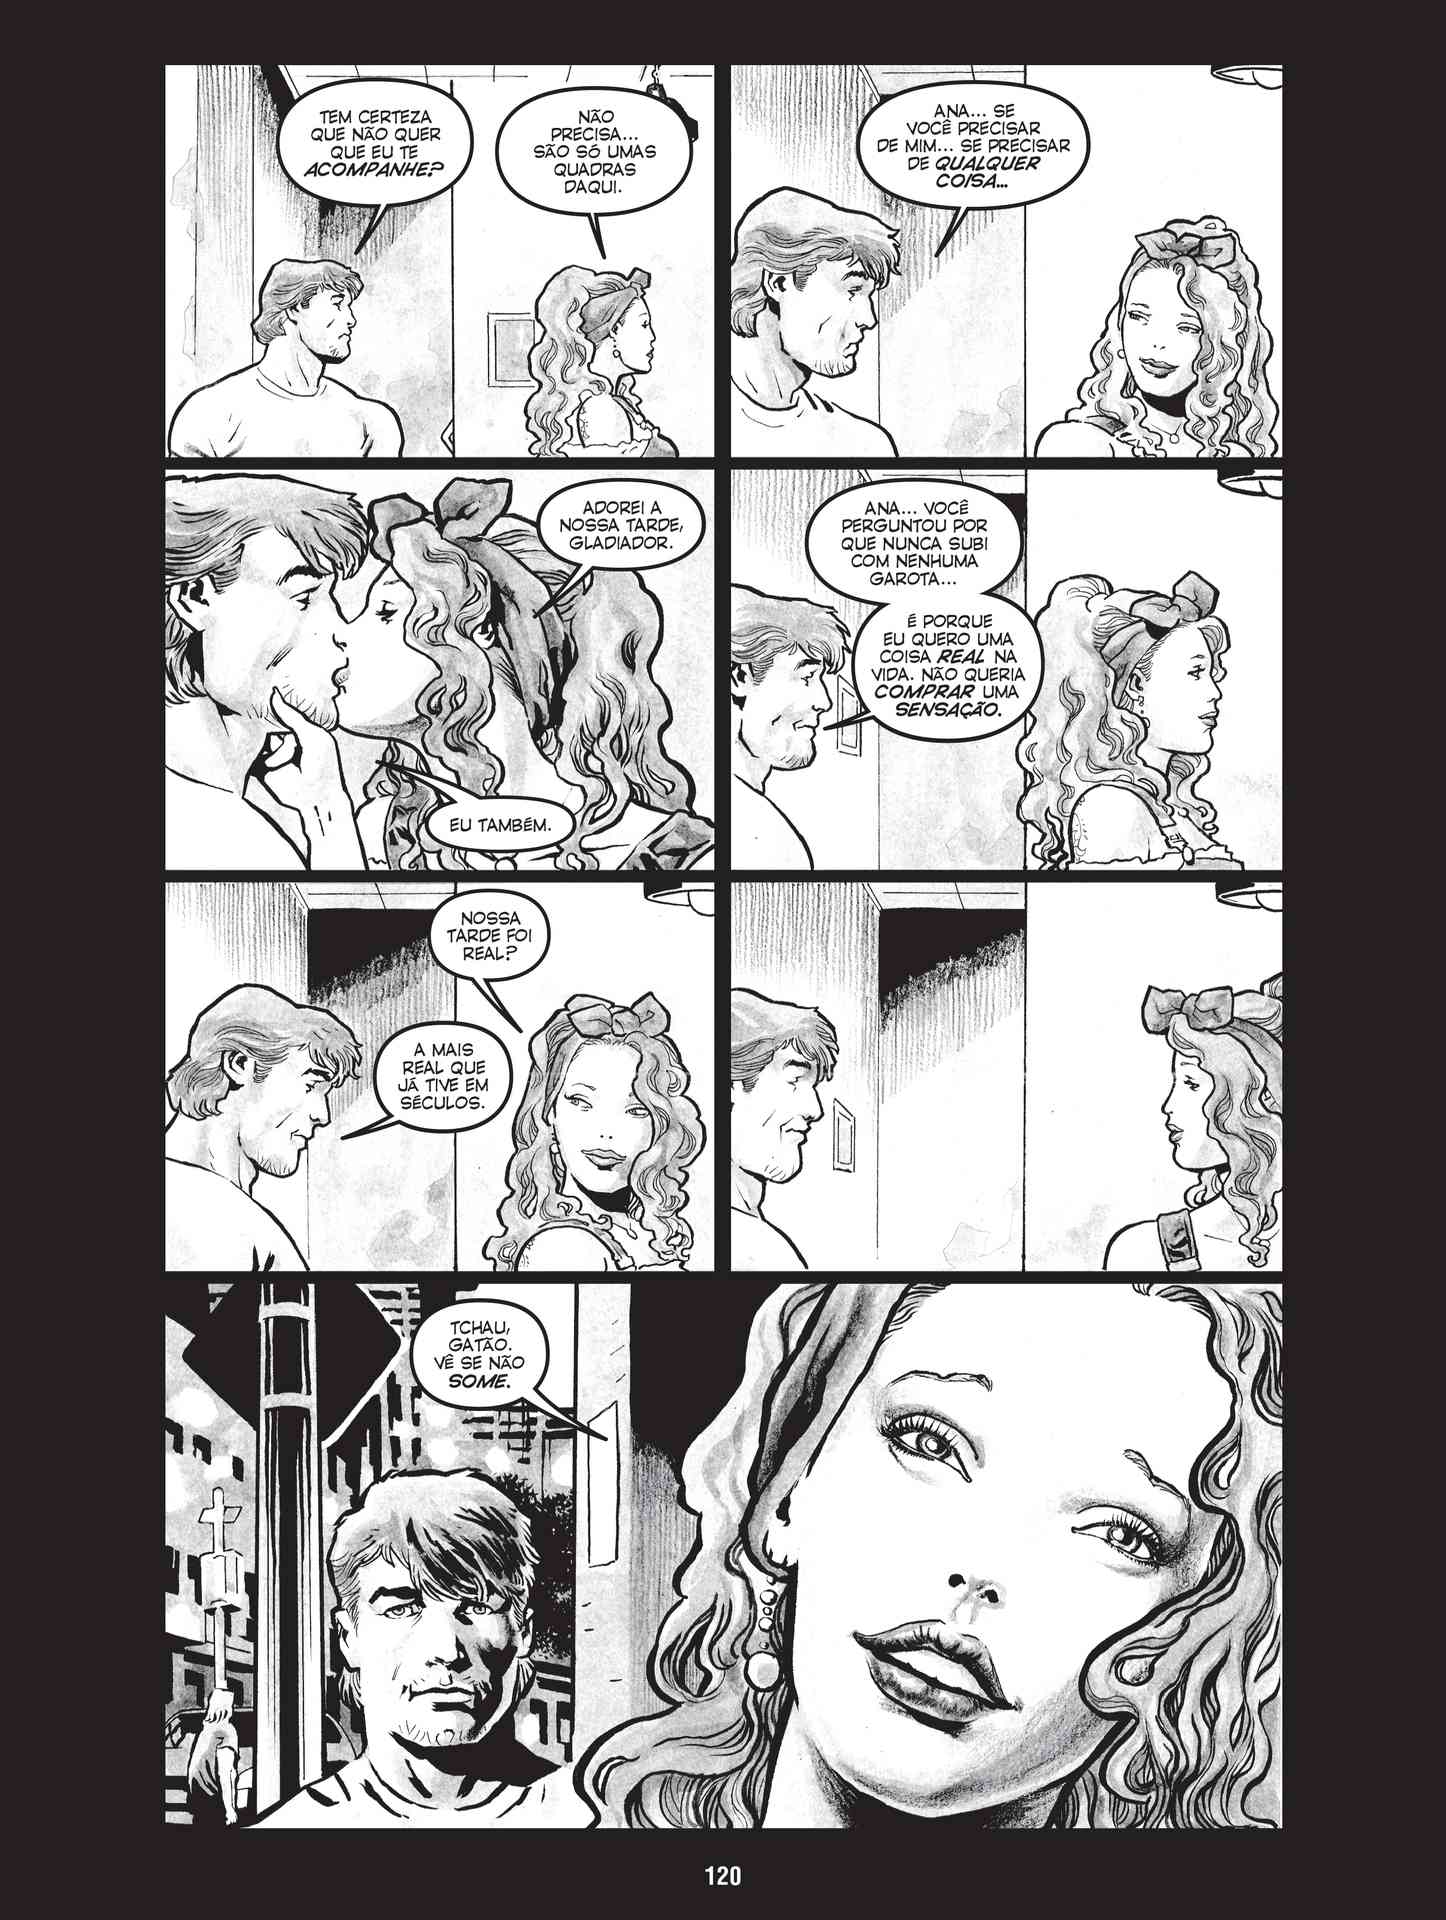 TEM CERTEZA
QUE NÃO QUER
QUE EU TE
ACOMPANHE?
NÃO
PRECISA...
SÃO SÓ UMAS
QUADRAS
DAQUI.
ANA... SE
VOCÊ PRECISAR
DE MIM... SE PRECISAR
DE QUALQUER
COISA...
ADOREI A
NOSSA TARDE,
GLADIADOR.
EU TAMBÉM.
ANA... VOCÊ
PERGUNTOU POR
QUE NUNCA SUBI
COM NENHUMA
GAROTA...
É PORQUE
EU QUERO UMA
COISA REAL NA
VIDA. NÃO QUERIA
COMPRAR UMA
SENSAÇÃO.
NOSSA
TARDE FOI
REAL?
A MAIS
REAL QUE
JÁ TIVE EM
SÉCULOS.
TCHAU,
GATÃO.
VÊ SE NÃO
SOME.
120